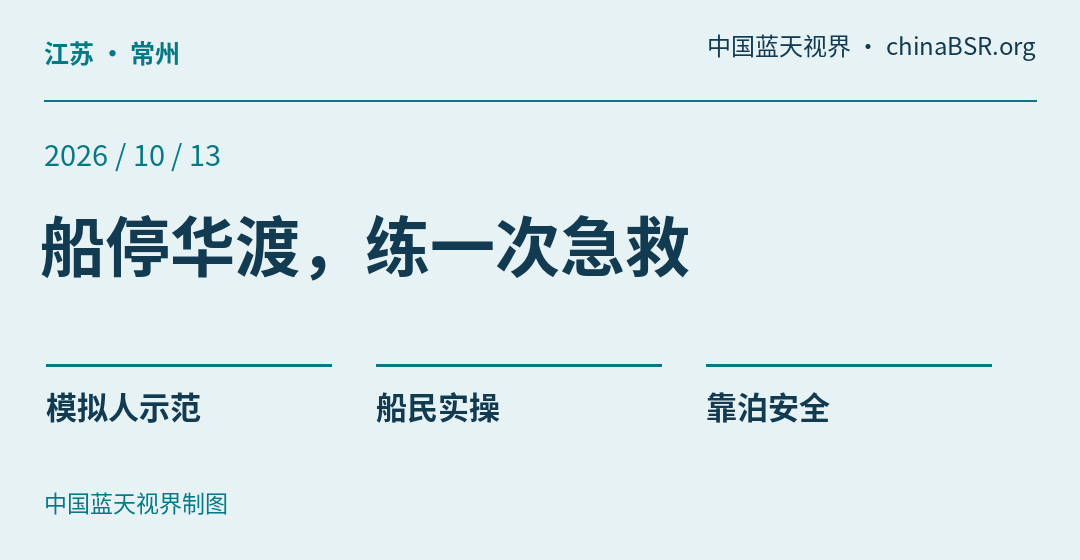 江苏 · 常州
中国蓝天视界 · chinaBSR.org
2026 / 10 / 13
船停华渡，练一次急救
模拟人示范
船民实操
靠泊安全
中国蓝天视界制图